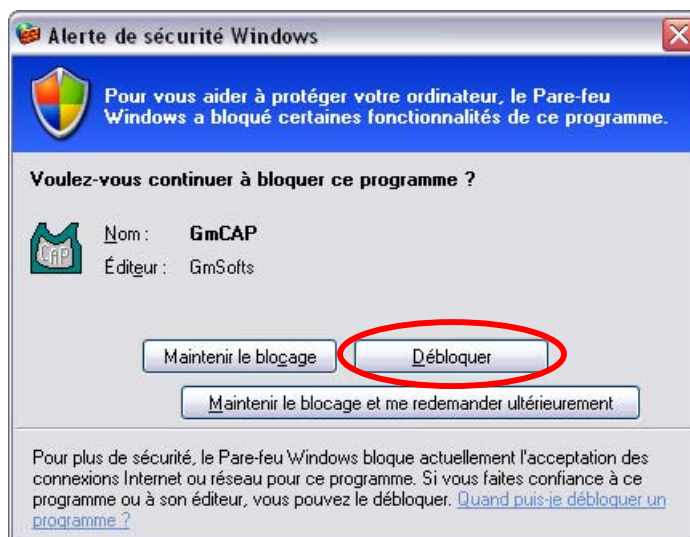 Alerte de sécurité Windows
Pour vous aider à protéger votre ordinateur, le Pare-feu
Windows a bloqué certaines fonctionnalités de ce programme.
Voulez-vous continuer à bloquer ce programme ?
CAP
Nom : GmCAP
Éditeur : GmSofts
Maintenir le blocage Débloquer
Maintenir le blocage et me redemander ultérieurement
Pour plus de sécurité, le Pare-feu Windows bloque actuellement l'acceptation des
connexions Internet ou réseau pour ce programme. Si vous faites confiance à ce
programme ou à son éditeur, vous pouvez le débloquer. Quand puis-je débloquer un
programme ?